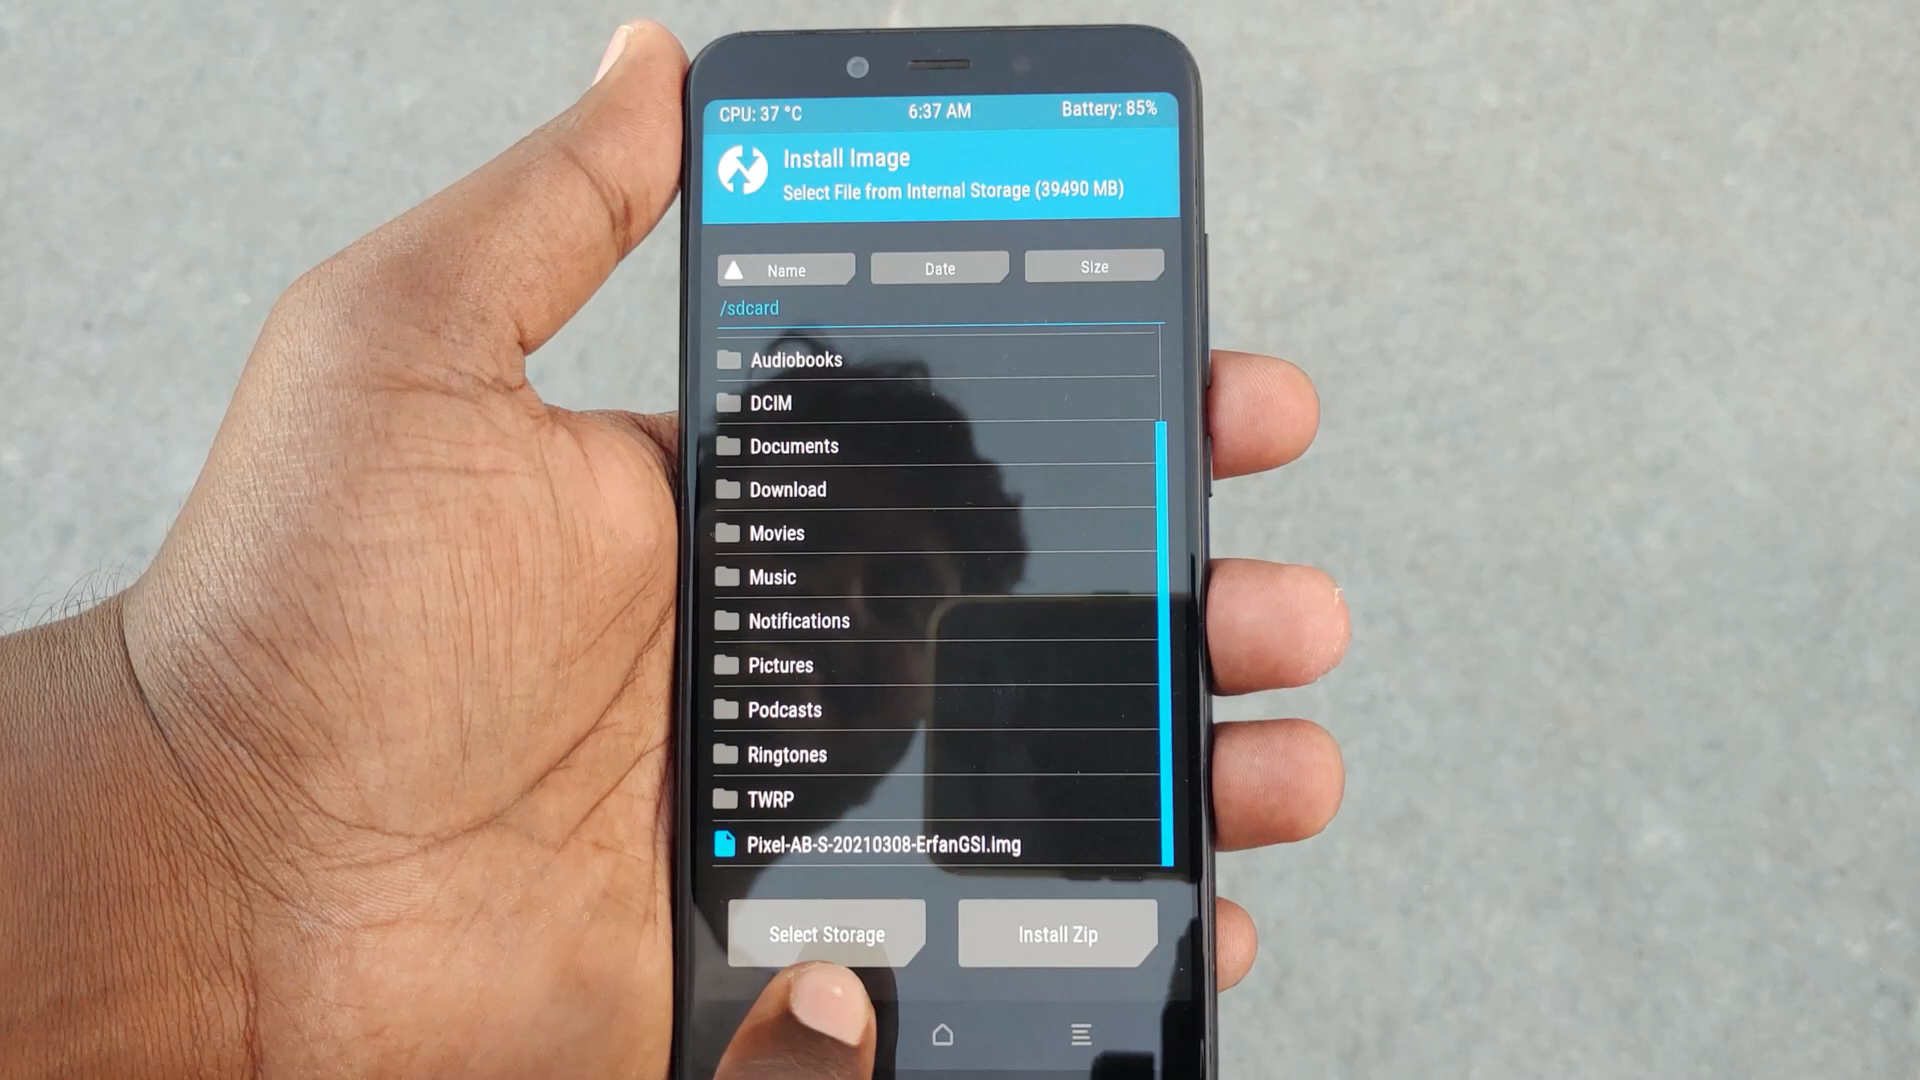 CPU: 37 °C 6:37 AM Battery: 85%
Install Image
Select File from Internal Storage (39490 MB)
Name Date Size
/sdcard
Audiobooks
DCIM
Documents
Download
Movies
Music
Notifications
Pictures
Podcasts
Ringtones
TWRP
Pixel-AB-S-20210308-ErfanGSI.img
Select Storage Install Zip